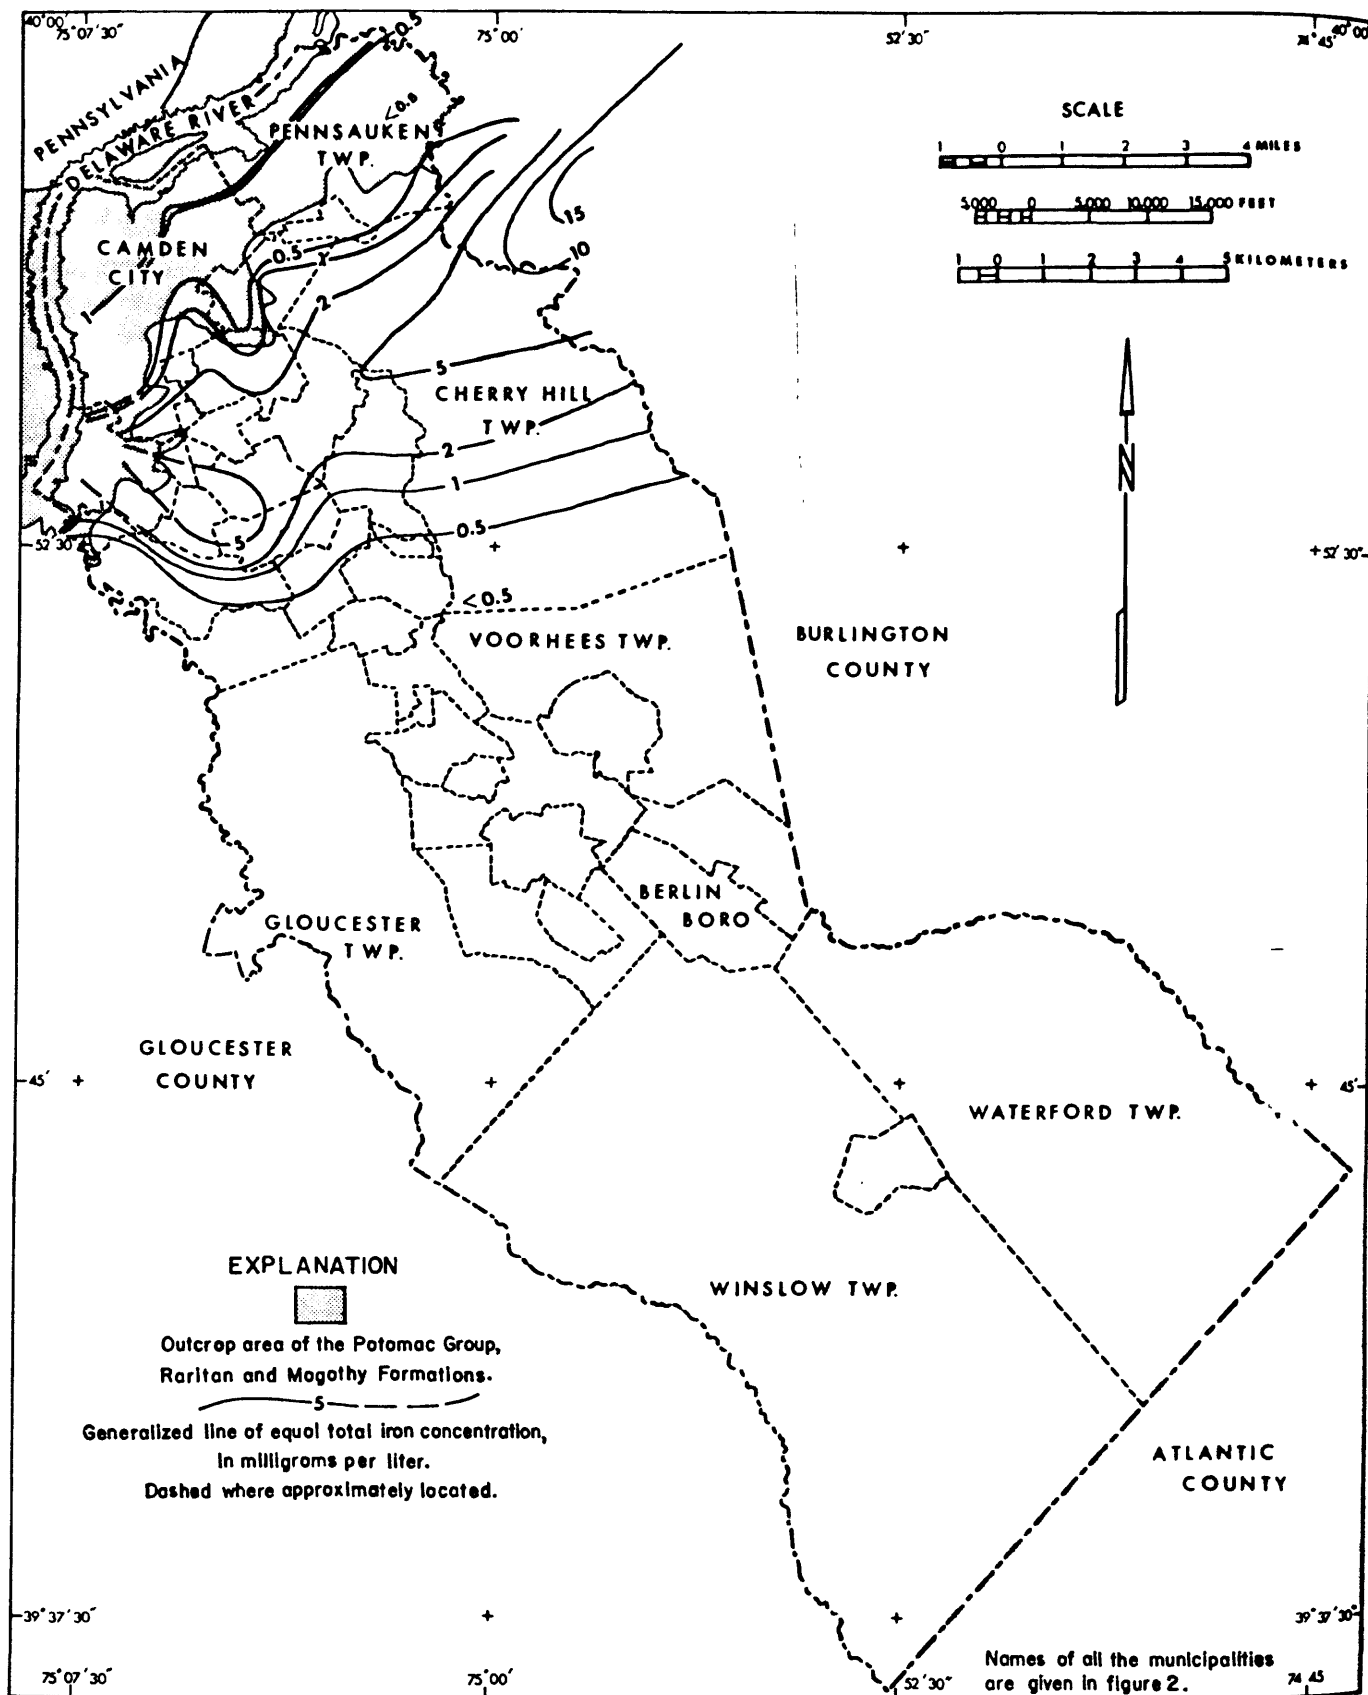 40°00'
75°07'30"
75°00'
52'30"
74°45'
40°00'
0.5
2
<0.5
PENNSYLVANIA
DELAWARE RIVER
PENNSAUKEN
TWP.
SCALE
1 0 1 2 3 4 MILES
5000 0 5,000 10,000 15,000 FEET
1 0 1 2 3 4 5 KILOMETERS
15
10
CAMDEN
CITY
0.5
1
2
1
5
CHERRY HILL
TWP.
2
1
0.5
5
N
52'30"
52'30"
<0.5
VOORHEES TWP.
BURLINGTON
COUNTY
BERLIN
BORO
GLOUCESTER
TWP.
GLOUCESTER
COUNTY
45'
45'
WATERFORD TWP.
WINSLOW TWP.
EXPLANATION
Outcrop area of the Potomac Group,
Raritan and Magothy Formations.
5
Generalized line of equal total iron concentration,
in milligrams per liter.
Dashed where approximately located.
ATLANTIC
COUNTY
39°37'30"
39°37'30"
Names of all the municipalities
are given in figure 2.
75°07'30"
75°00'
52'30"
74 45